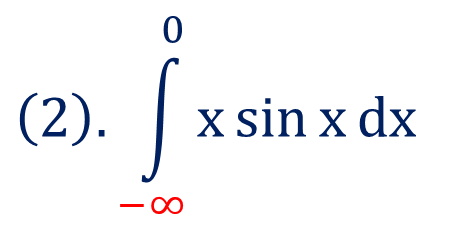 (2). ∫_{-∞}^{0} x sin x dx